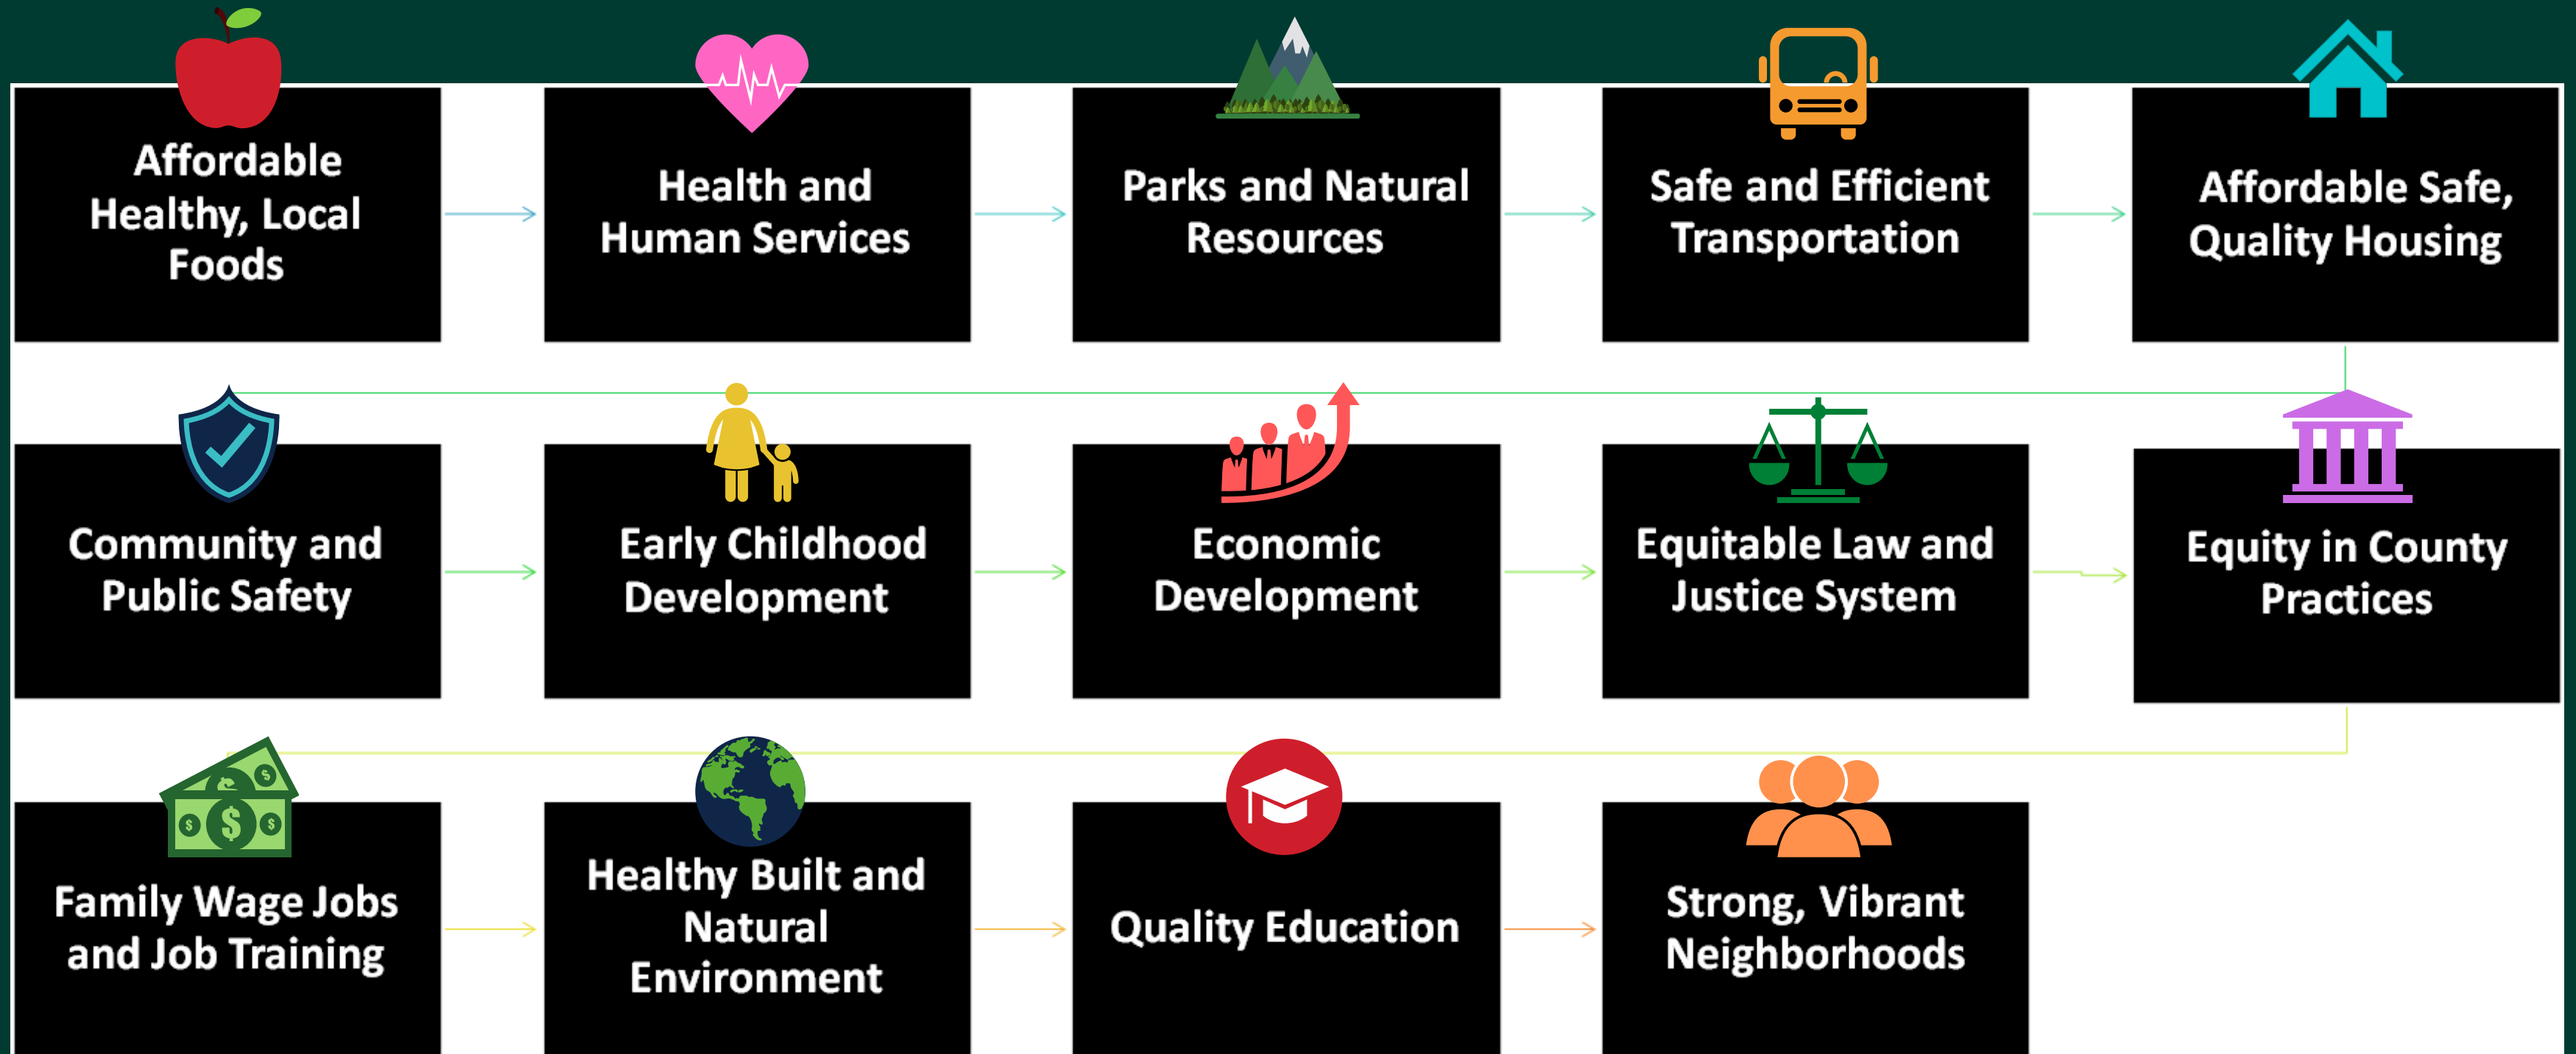 Affordable
Healthy, Local
Foods
Health and
Human Services
Parks and Natural
Resources
Safe and Efficient
Transportation
Affordable Safe,
Quality Housing
Community and
Public Safety
Early Childhood
Development
Economic
Development
Equitable Law and
Justice System
Equity in County
Practices
Family Wage Jobs
and Job Training
Healthy Built and
Natural
Environment
Quality Education
Strong, Vibrant
Neighborhoods